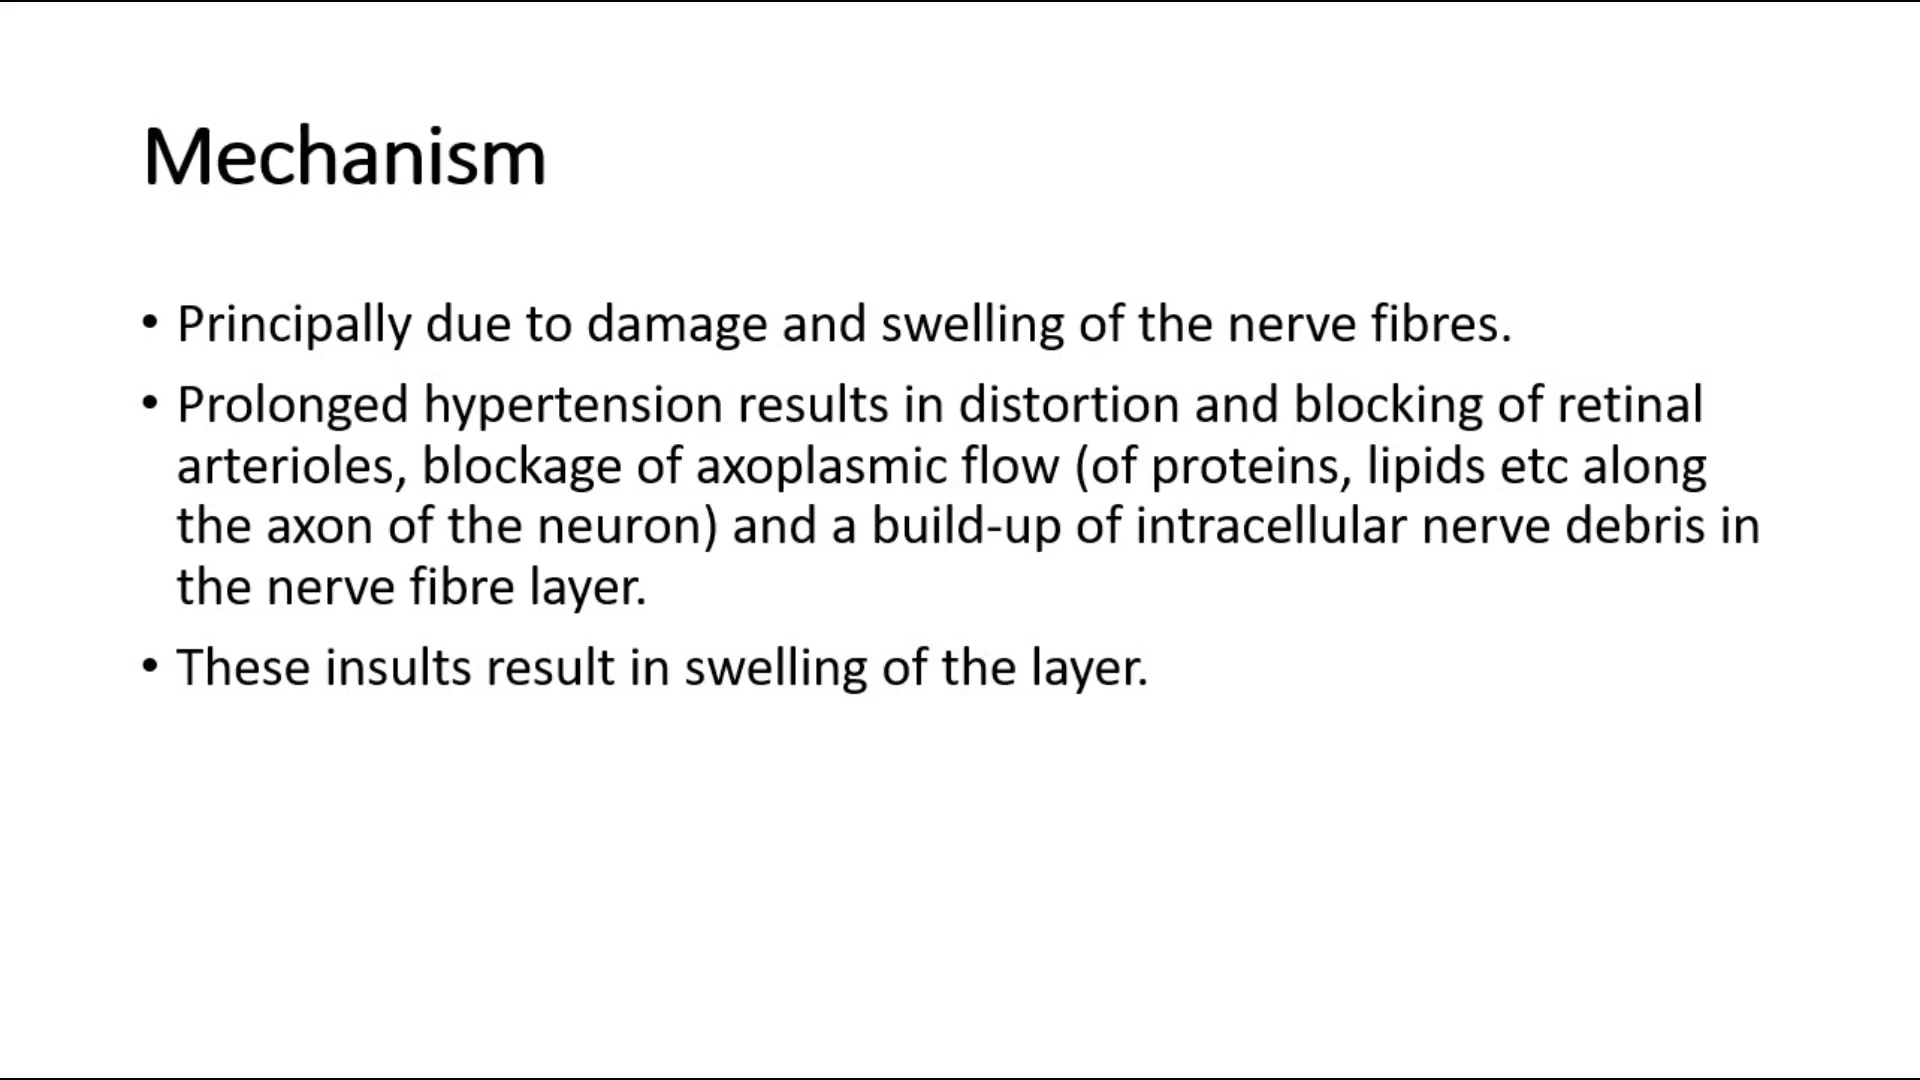 Mechanism
• Principally due to damage and swelling of the nerve fibres.
• Prolonged hypertension results in distortion and blocking of retinal
arterioles, blockage of axoplasmic flow (of proteins, lipids etc along
the axon of the neuron) and a build-up of intracellular nerve debris in
the nerve fibre layer.
• These insults result in swelling of the layer.